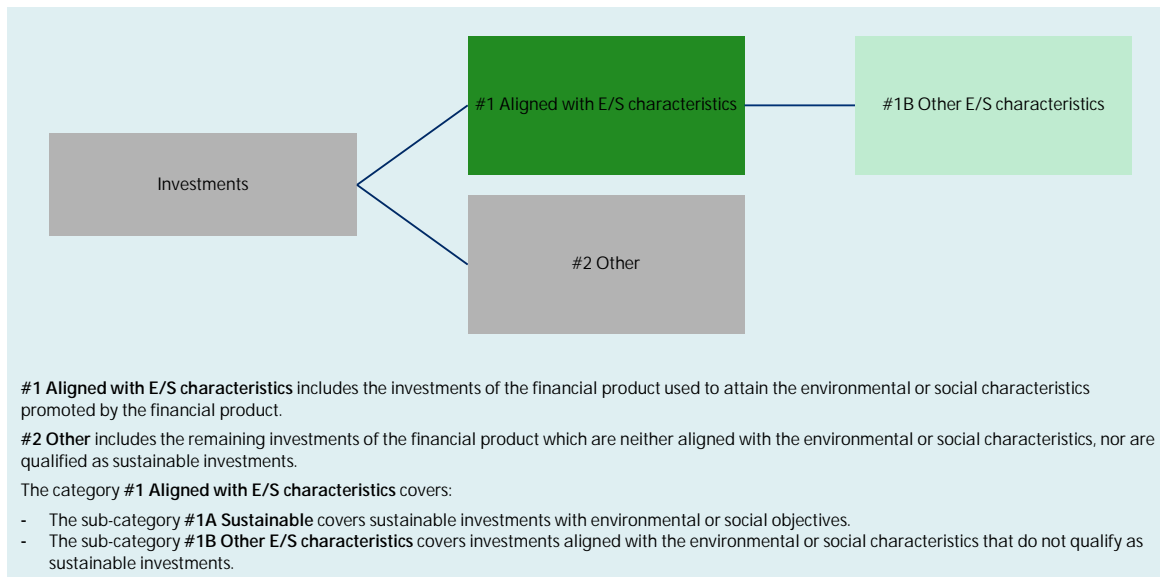 #1 Aligned with E/S characteristics
#1B Other E/S characteristics
Investments
#2 Other
#1 Aligned with E/S characteristics includes the investments of the financial product used to attain the environmental or social characteristics
promoted by the financial product.
#2 Other includes the remaining investments of the financial product which are neither aligned with the environmental or social characteristics, nor are
qualified as sustainable investments.
The category #1 Aligned with E/S characteristics covers:
- The sub-category #1A Sustainable covers sustainable investments with environmental or social objectives.
- The sub-category #1B Other E/S characteristics covers investments aligned with the environmental or social characteristics that do not qualify as
sustainable investments.